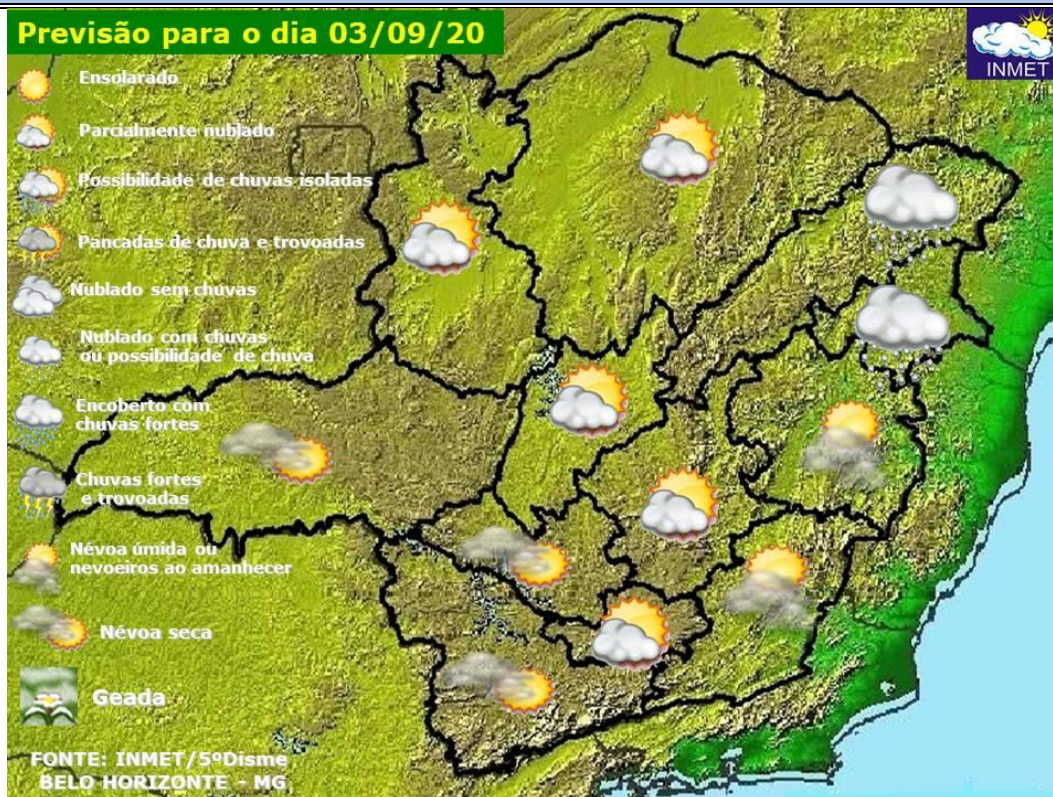 Previsão para o dia 03/09/20
INMET
Ensolarado
Parcialmente nublado
Possibilidade de chuvas isoladas
Pancadas de chuva e trovoadas
Nublado sem chuvas
Nublado com chuvas
ou possibilidade de chuva
Encoberto com
chuvas fortes
Chuvas fortes
e trovoadas
Névoa úmida ou
nevoeiros ao amanhecer
Névoa seca
Geada
FONTE: INMET/5ºDisme
BELO HORIZONTE - MG